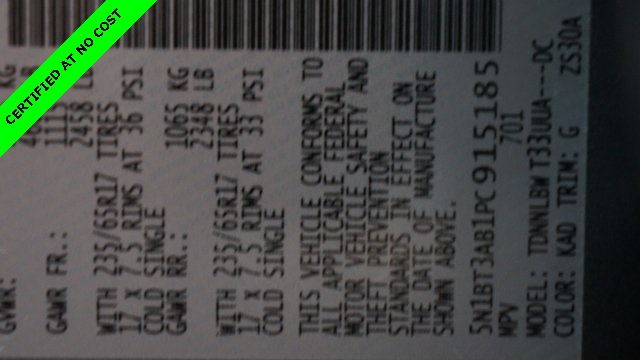 CERTIFIED AT NO COST
GVWR: KG
GAWR FR.: 1115
2458 LB
WITH 235/65R17 TIRES
17 X 7.5 RIMS AT 36 PSI
COLD SINGLE
GAWR RR.: 1065 KG
2348 LB
WITH 235/65R17 TIRES
17 X 7.5 RIMS AT 33 PSI
COLD SINGLE
THIS VEHICLE CONFORMS TO
ALL APPLICABLE FEDERAL
MOTOR VEHICLE SAFETY AND
THEFT PREVENTION
STANDARDS IN EFFECT ON
THE DATE OF MANUFACTURE
SHOWN ABOVE.
5N1BT3AB1PC915185
MPV 701
MODEL: TDNNLBW T33UUA---DC
COLOR: KAD TRIM: G ZS30A